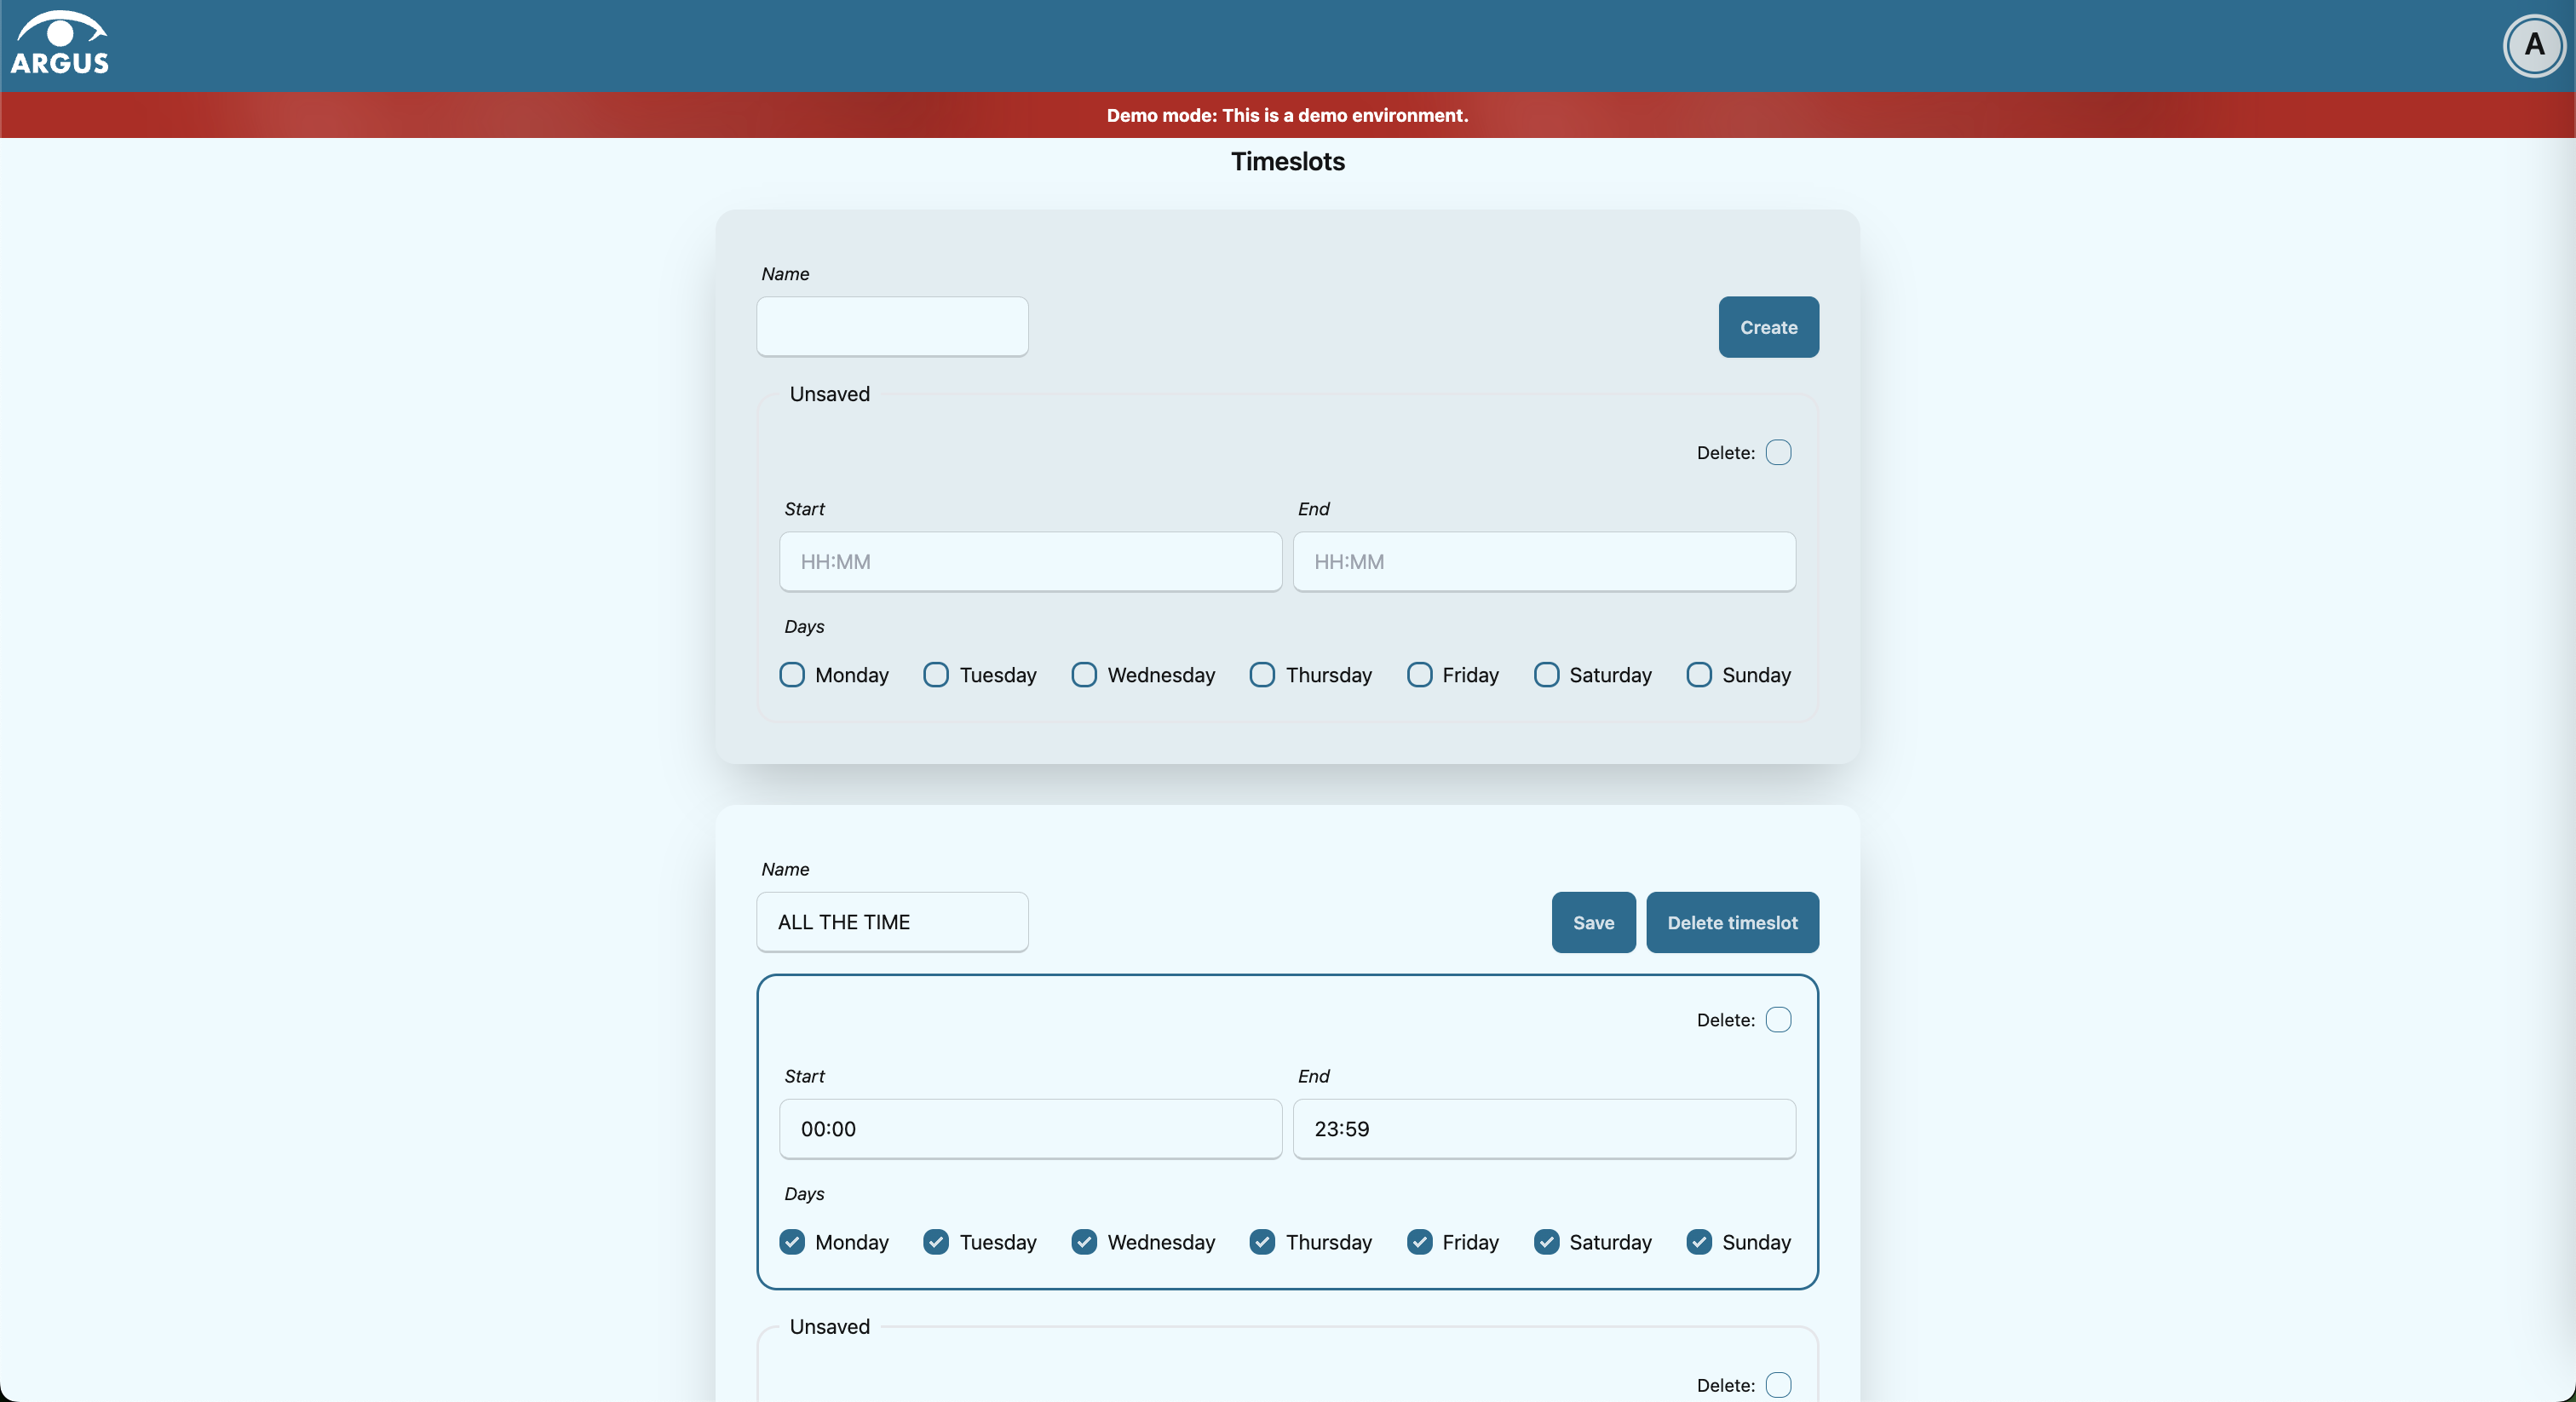 ARGUS
A
Demo mode: This is a demo environment.
Timeslots
Name
Create
Unsaved
Delete:
Start End
HH:MM HH:MM
Days
Monday Tuesday Wednesday Thursday Friday Saturday Sunday
Name
ALL THE TIME Save Delete timeslot
Delete:
Start End
00:00 23:59
Days
Monday Tuesday Wednesday Thursday Friday Saturday Sunday
Unsaved
Delete: